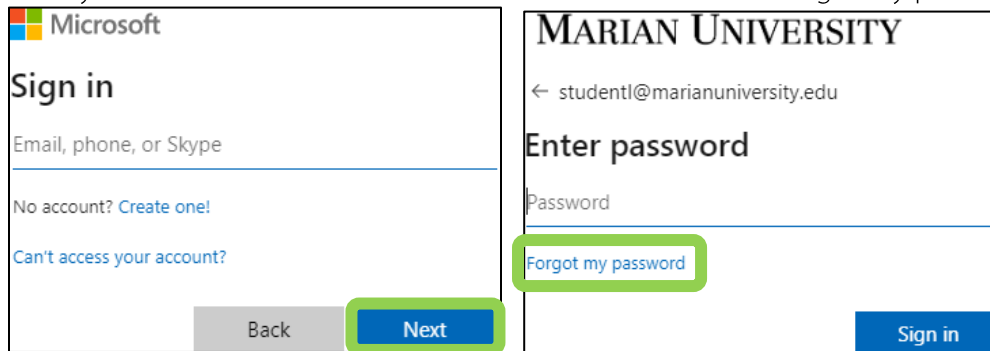 Microsoft
Sign in
Email, phone, or Skype
No account? Create one!
Can't access your account?
Back
Next
MARIAN UNIVERSITY
← studentl@marianuniversity.edu
Enter password
Password
Forgot my password
Sign in